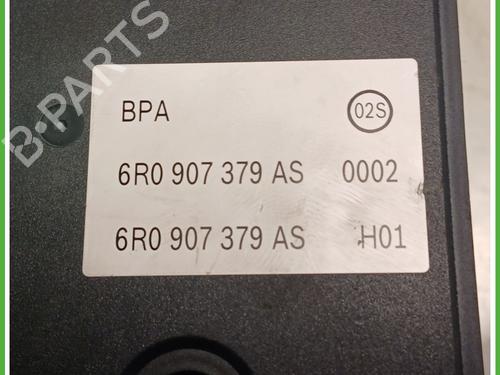 BPA 02S
6R0 907 379 AS 0002
6R0 907 379 AS H01
B-PARTS